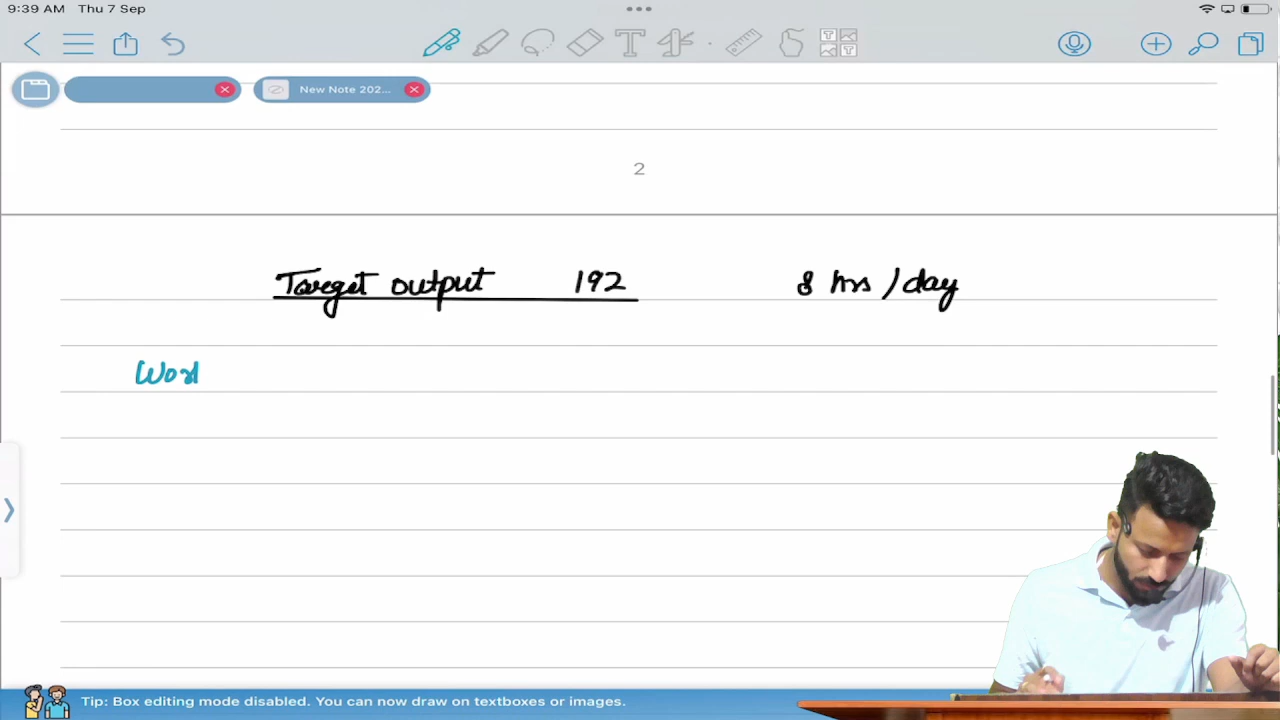 9:39 AM Thu 7 Sep
New Note 202...
2
Target output 192 8 hrs / day
Wor
Tip: Box editing mode disabled. You can now draw on textboxes or images.